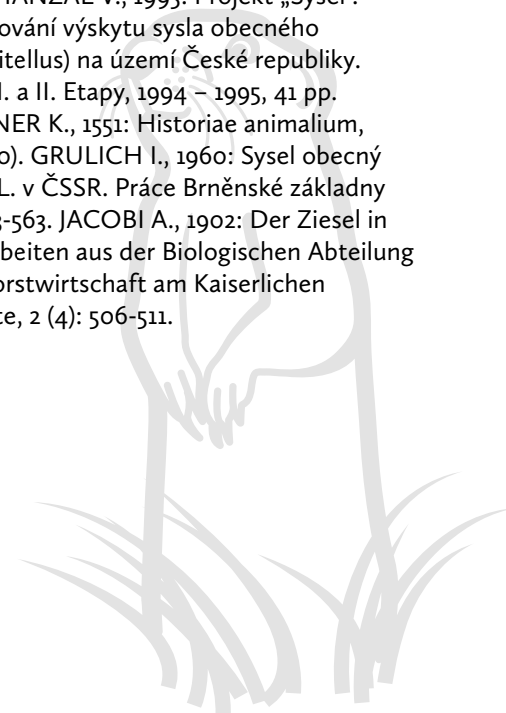 HANZAL V., 1995: Projekt „Sysel“.
ování výskytu sysla obecného
itellus) na území České republiky.
I. a II. Etapy, 1994 – 1995, 41 pp.
NER K., 1551: Historiae animalium,
o). GRULICH I., 1960: Sysel obecný
L. v ČSSR. Práce Brněnské základny
3-563. JACOBI A., 1902: Der Ziesel in
beiten aus der Biologischen Abteilung
orstwirtschaft am Kaiserlichen
te, 2 (4): 506-511.